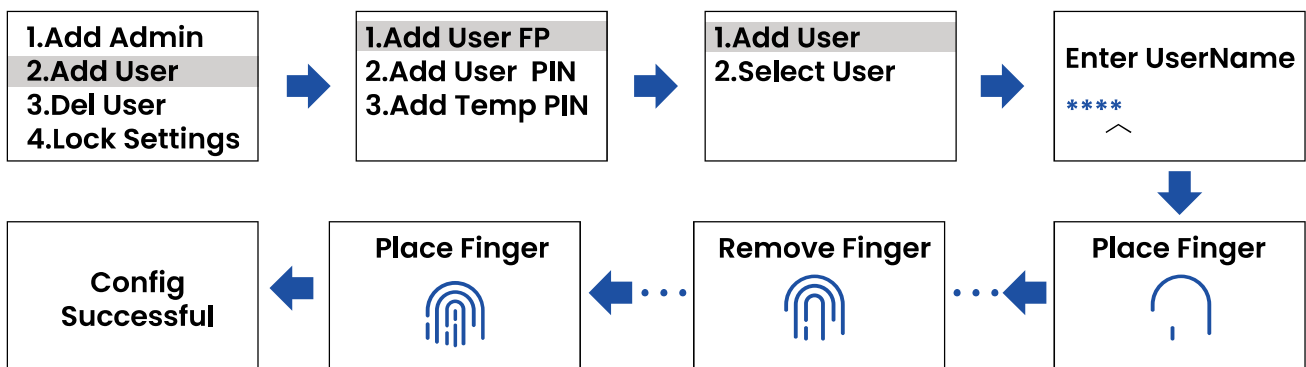 1.Add Admin
2.Add User
3.Del User
4.Lock Settings
1.Add User FP
2.Add User PIN
3.Add Temp PIN
1.Add User
2.Select User
Enter UserName
****
Place Finger
Remove Finger
Place Finger
Config
Successful